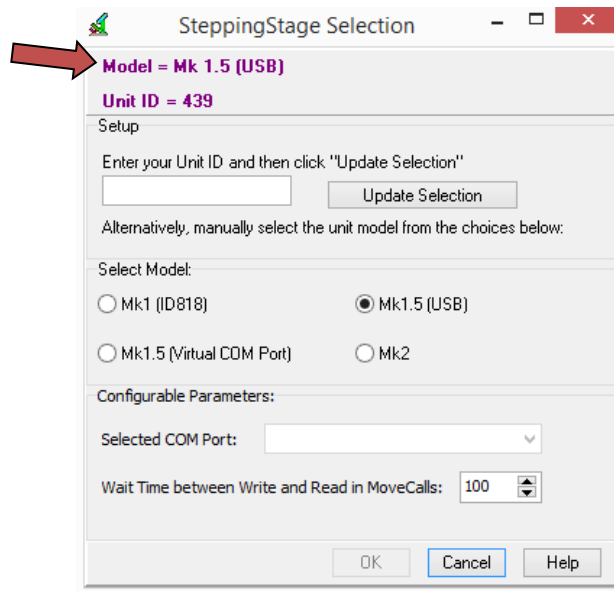 SteppingStage Selection
Model = Mk 1.5 (USB)
Unit ID = 439
Setup
Enter your Unit ID and then click "Update Selection"
Update Selection
Alternatively, manually select the unit model from the choices below:
Select Model:
Mk1 (ID818) Mk1.5 (USB)
Mk1.5 (Virtual COM Port) Mk2
Configurable Parameters:
Selected COM Port:
Wait Time between Write and Read in MoveCalls: 100
OK Cancel Help